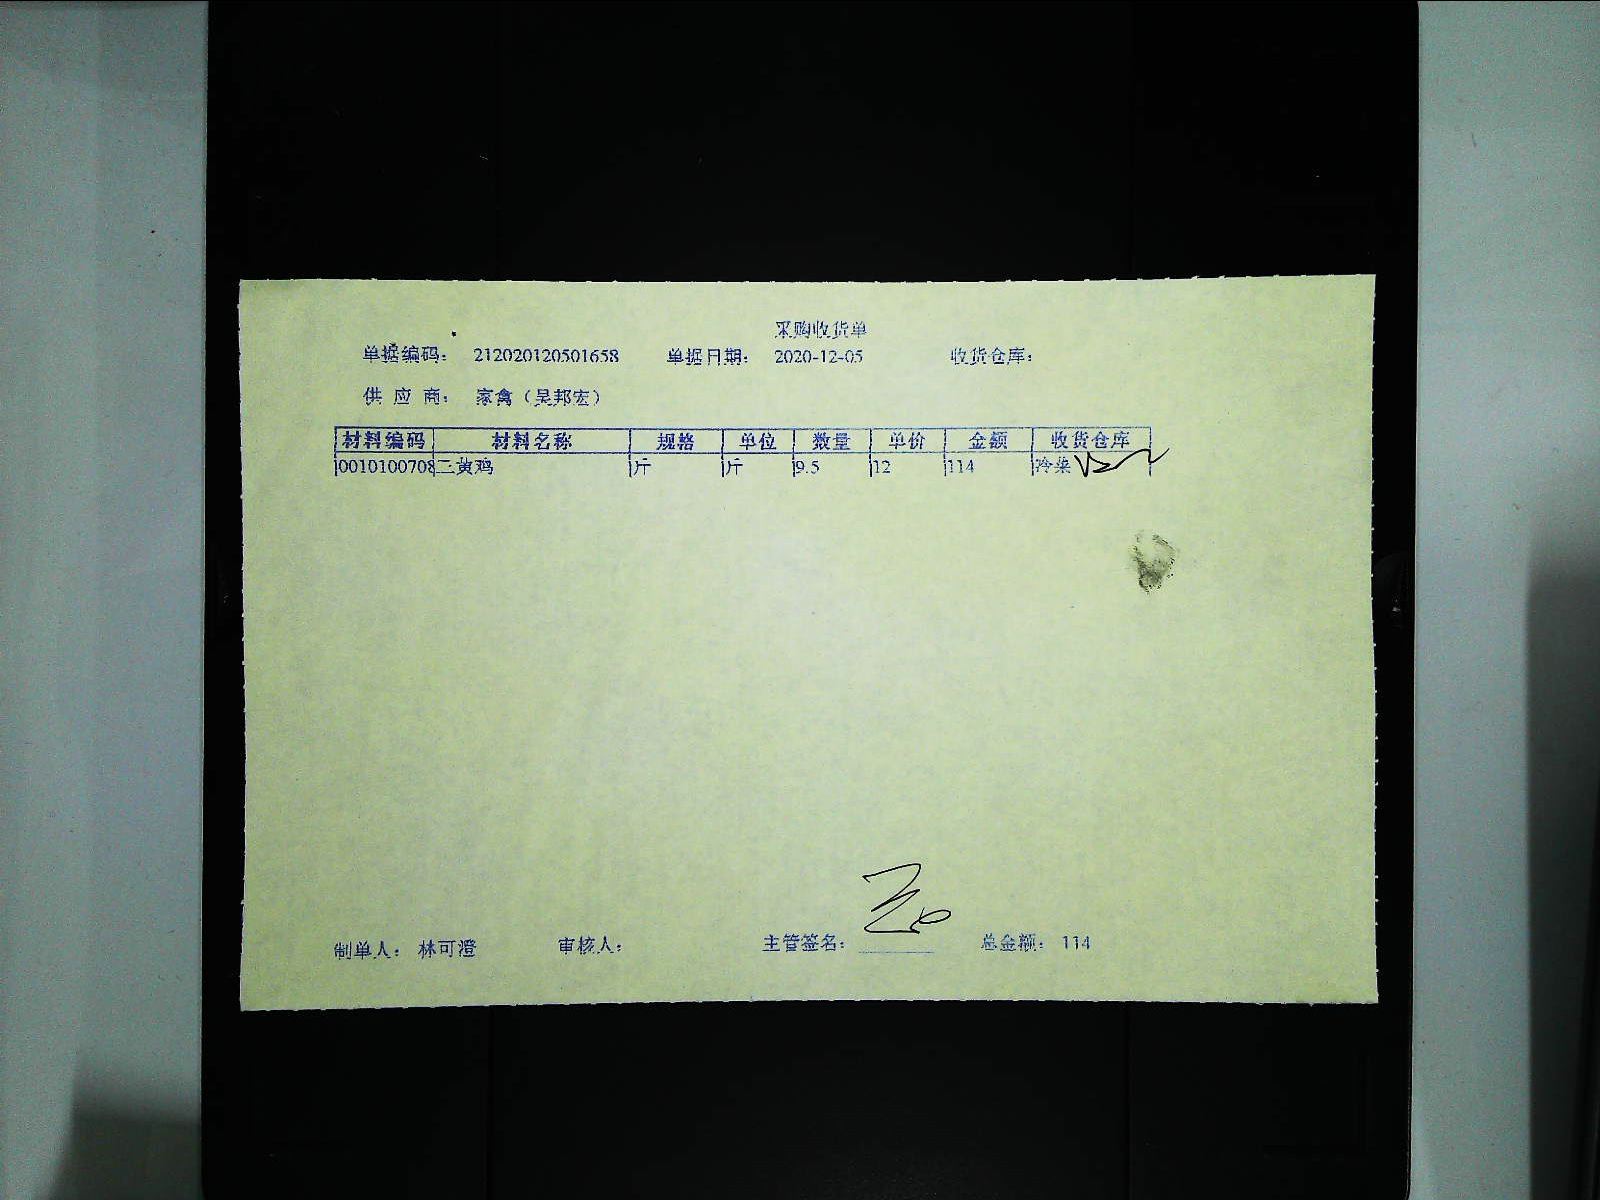 采购收货单
单据编码： 212020120501658 单据日期： 2020-12-05 收货仓库：
供 应 商： 家禽（吴邦宏）
材料编码 材料名称 规格 单位 数量 单价 金额 收货仓库
0010100708 二黄鸡 斤 斤 9.5 12 114 冷菜
制单人： 林可澄 审核人： 主管签名： 总金额： 114